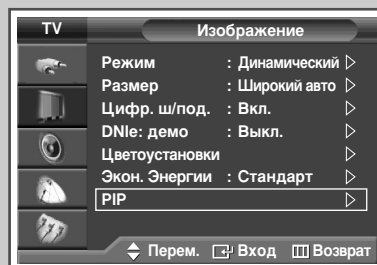 TV
Изображение
Режим : Динамический
Размер : Широкий авто
Цифр. ш/под. : Вкл.
DNIe: демо : Выкл.
Цветоустановки
Экон. Энергии : Стандарт
PIP
Перем. Вход Возврат